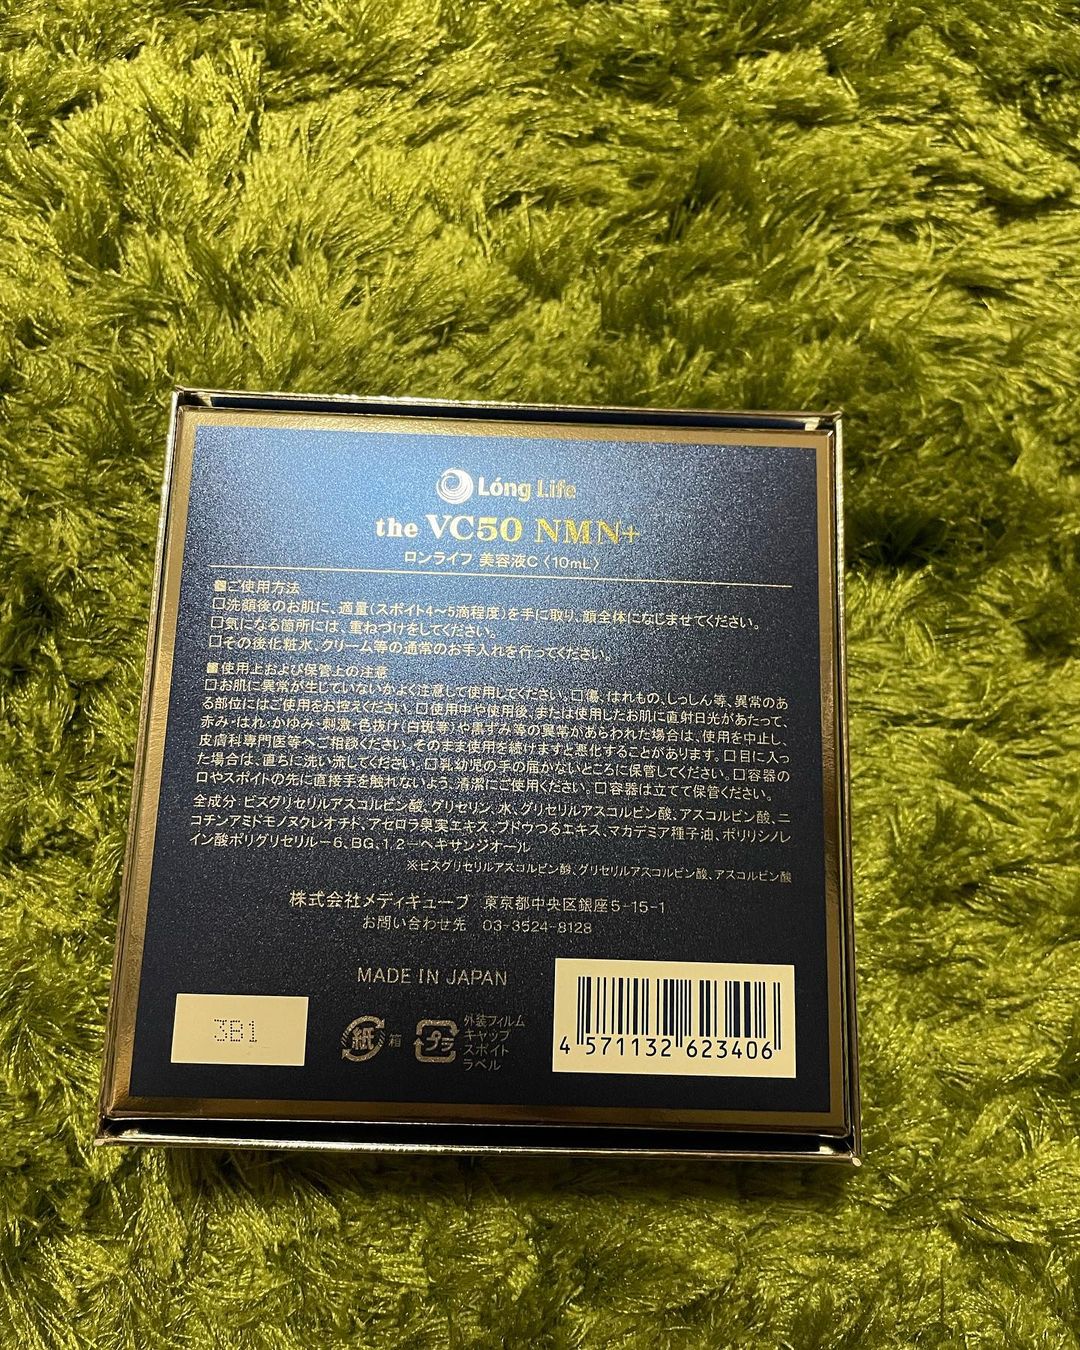 Lóng Life
the VC50 NMN+
ロンライフ 美容液C〈10mL〉
■ご使用方法
□洗顔後のお肌に、適量(スポイト4〜5滴程度)を手に取り、顔全体になじませてください。
□気になる箇所には、重ねづけをしてください。
□その後化粧水、クリーム等の通常のお手入れを行ってください。
■使用上および保管上の注意
□お肌に異常が生じていないかよく注意して使用してください。□傷、はれもの、しっしん等、異常のあ
る部位にはご使用をお控えください。□使用中や使用後、または使用したお肌に直射日光があたって、
赤み・はれ・かゆみ・刺激・色抜け(白斑等)や黒ずみ等の異常があらわれた場合は、使用を中止し、
皮膚科専門医等へご相談ください。そのまま使用を続けますと悪化することがあります。□目に入っ
た場合は、直ちに洗い流してください。□乳幼児の手の届かないところに保管してください。□容器の
口やスポイトの先に直接手を触れないよう、清潔にご使用ください。□容器は立てて保管ください。
全成分:ビスグリセリルアスコルビン酸、グリセリン、水、グリセリルアスコルビン酸、アスコルビン酸、ニ
コチンアミドモノヌクレオチド、アセロラ果実エキス、ブドウつるエキス、マカデミア種子油、ポリリシノレ
イン酸ポリグリセリル-6、BG、1,2-ヘキサンジオール
※ビスグリセリルアスコルビン酸、グリセリルアスコルビン酸、アスコルビン酸
株式会社メディキューブ 東京都中央区銀座5-15-1
お問い合わせ先 03-3524-8128
MADE IN JAPAN
3B1
紙 箱
プラ
外装フィルム
キャップ
スポイト
ラベル
4 571132 623406